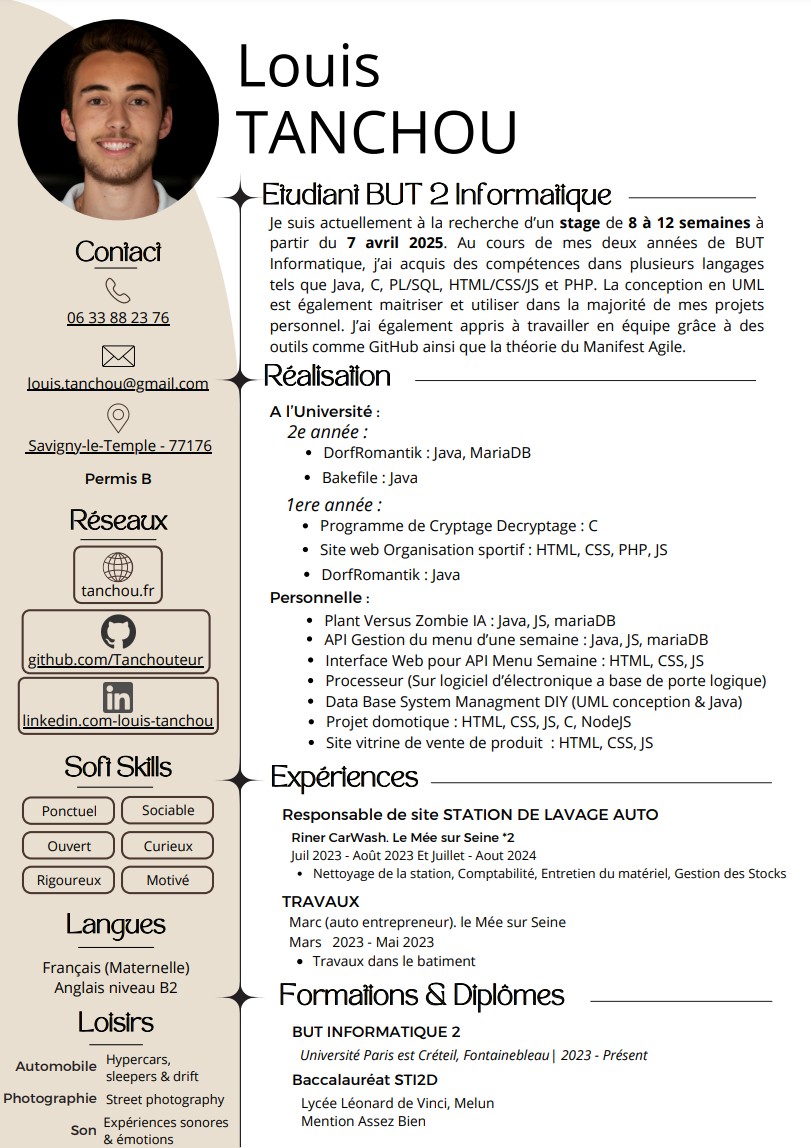 Louis
TANCHOU
Contact
06 33 88 23 76
louis.tanchou@gmail.com
Savigny-le-Temple - 77176
Permis B
Réseaux
tanchou.fr
github.com/Tanchouteur
linkedin.com-louis-tanchou
Soft Skills
Ponctuel
Sociable
Ouvert
Curieux
Rigoureux
Motivé
Langues
Français (Maternelle)
Anglais niveau B2
Loisirs
Automobile Hypercars,
sleepers & drift
Photographie Street photography
Son Expériences sonores
& émotions
Etudiant BUT 2 Informatique
Je suis actuellement à la recherche d’un stage de 8 à 12 semaines à
partir du 7 avril 2025. Au cours de mes deux années de BUT
Informatique, j’ai acquis des compétences dans plusieurs langages
tels que Java, C, PL/SQL, HTML/CSS/JS et PHP. La conception en UML
est également maitriser et utiliser dans la majorité de mes projets
personnel. J’ai également appris à travailler en équipe grâce à des
outils comme GitHub ainsi que la théorie du Manifest Agile.
Réalisation
A l’Université :
2e année :
• DorfRomantik : Java, MariaDB
• Bakefile : Java
1ere année :
• Programme de Cryptage Decryptage : C
• Site web Organisation sportif : HTML, CSS, PHP, JS
• DorfRomantik : Java
Personnelle :
• Plant Versus Zombie IA : Java, JS, mariaDB
• API Gestion du menu d’une semaine : Java, JS, mariaDB
• Interface Web pour API Menu Semaine : HTML, CSS, JS
• Processeur (Sur logiciel d’électronique a base de porte logique)
• Data Base System Managment DIY (UML conception & Java)
• Projet domotique : HTML, CSS, JS, C, NodeJS
• Site vitrine de vente de produit : HTML, CSS, JS
Expériences
Responsable de site STATION DE LAVAGE AUTO
Riner CarWash. Le Mée sur Seine *2
Juil 2023 - Août 2023 Et Juillet - Aout 2024
• Nettoyage de la station, Comptabilité, Entretien du matériel, Gestion des Stocks
TRAVAUX
Marc (auto entrepreneur). le Mée sur Seine
Mars 2023 - Mai 2023
• Travaux dans le batiment
Formations & Diplômes
BUT INFORMATIQUE 2
Université Paris est Créteil, Fontainebleau| 2023 - Présent
Baccalauréat STI2D
Lycée Léonard de Vinci, Melun
Mention Assez Bien